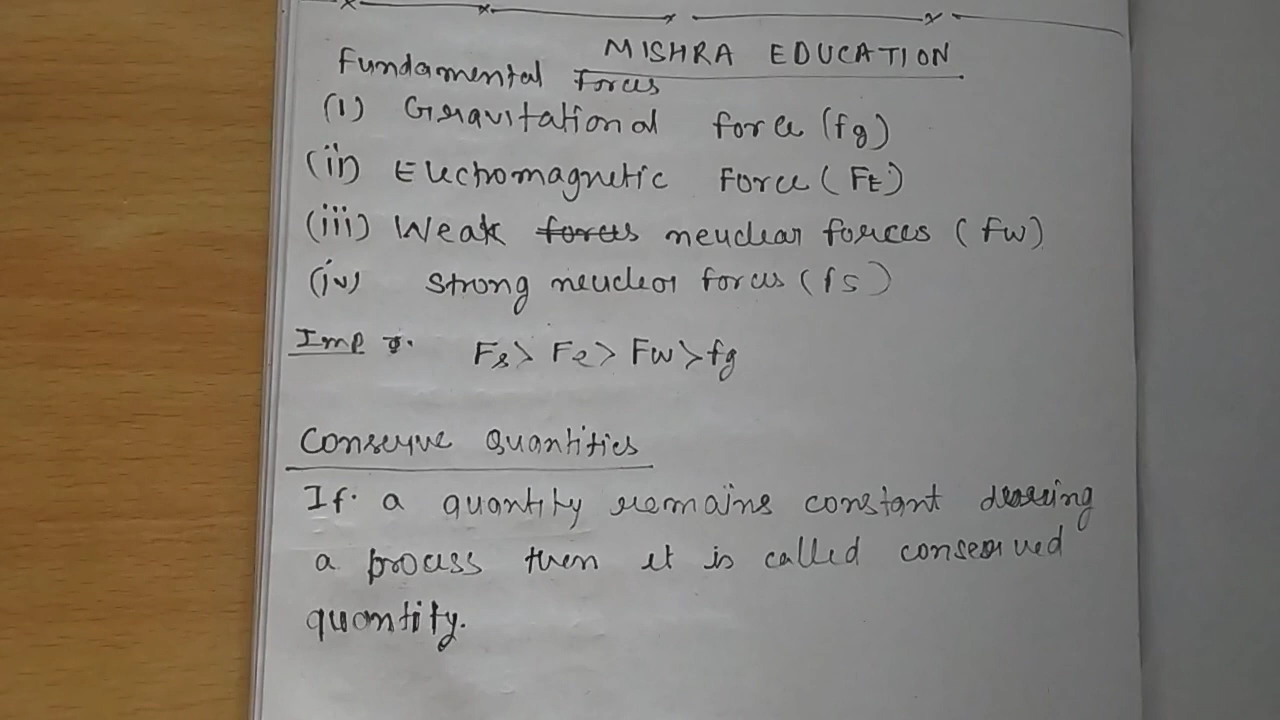 MISHRA EDUCATION
Fundamental Forces
(i) Gravitational force (fg)
(ii) Electromagnetic Force (FE)
(iii) Weak forces neuclear forces (fw)
(iv) Strong neuclear forces (fs)
Imp :- Fs > Fe > Fw > fg
Conserve Quantities
If a quantity remains constant during
a process then it is called conserved
quantity.